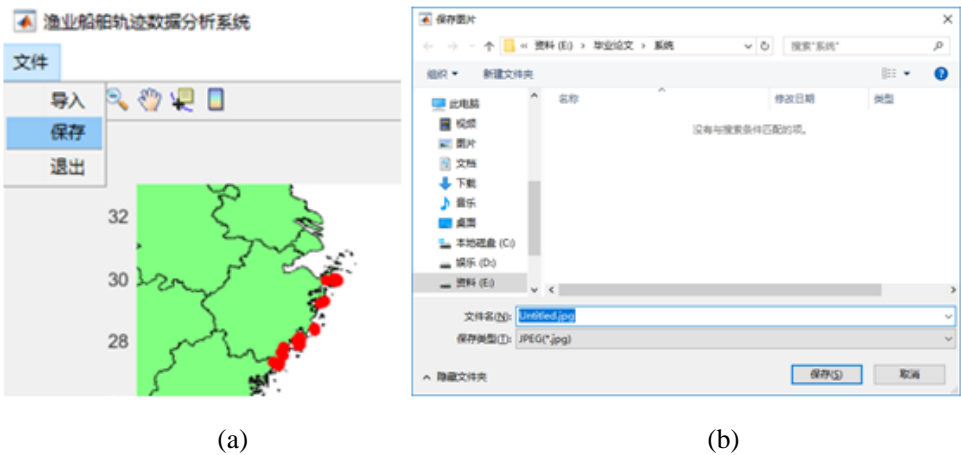 渔业船舶轨迹数据分析系统
文件
导入
保存
退出
32
30
28
(a)
保存图片
« 资料 (E:) › 毕业论文 › 系统
搜索"系统"
组织 新建文件夹
此电脑
视频
图片
文档
下载
音乐
桌面
本地磁盘 (C:)
娱乐 (D:)
资料 (E:)
名称 修改日期 类型
没有与搜索条件匹配的项。
文件名(N): Untitled.jpg
保存类型(T): JPEG(*.jpg)
隐藏文件夹
保存(S) 取消
(b)